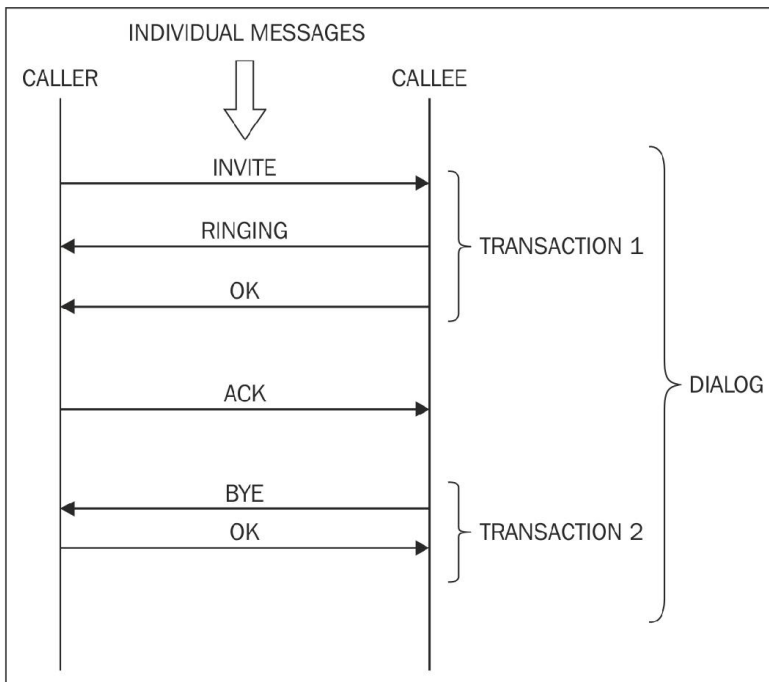 INDIVIDUAL MESSAGES
CALLER
CALLEE
INVITE
RINGING
TRANSACTION 1
OK
DIALOG
ACK
BYE
OK
TRANSACTION 2